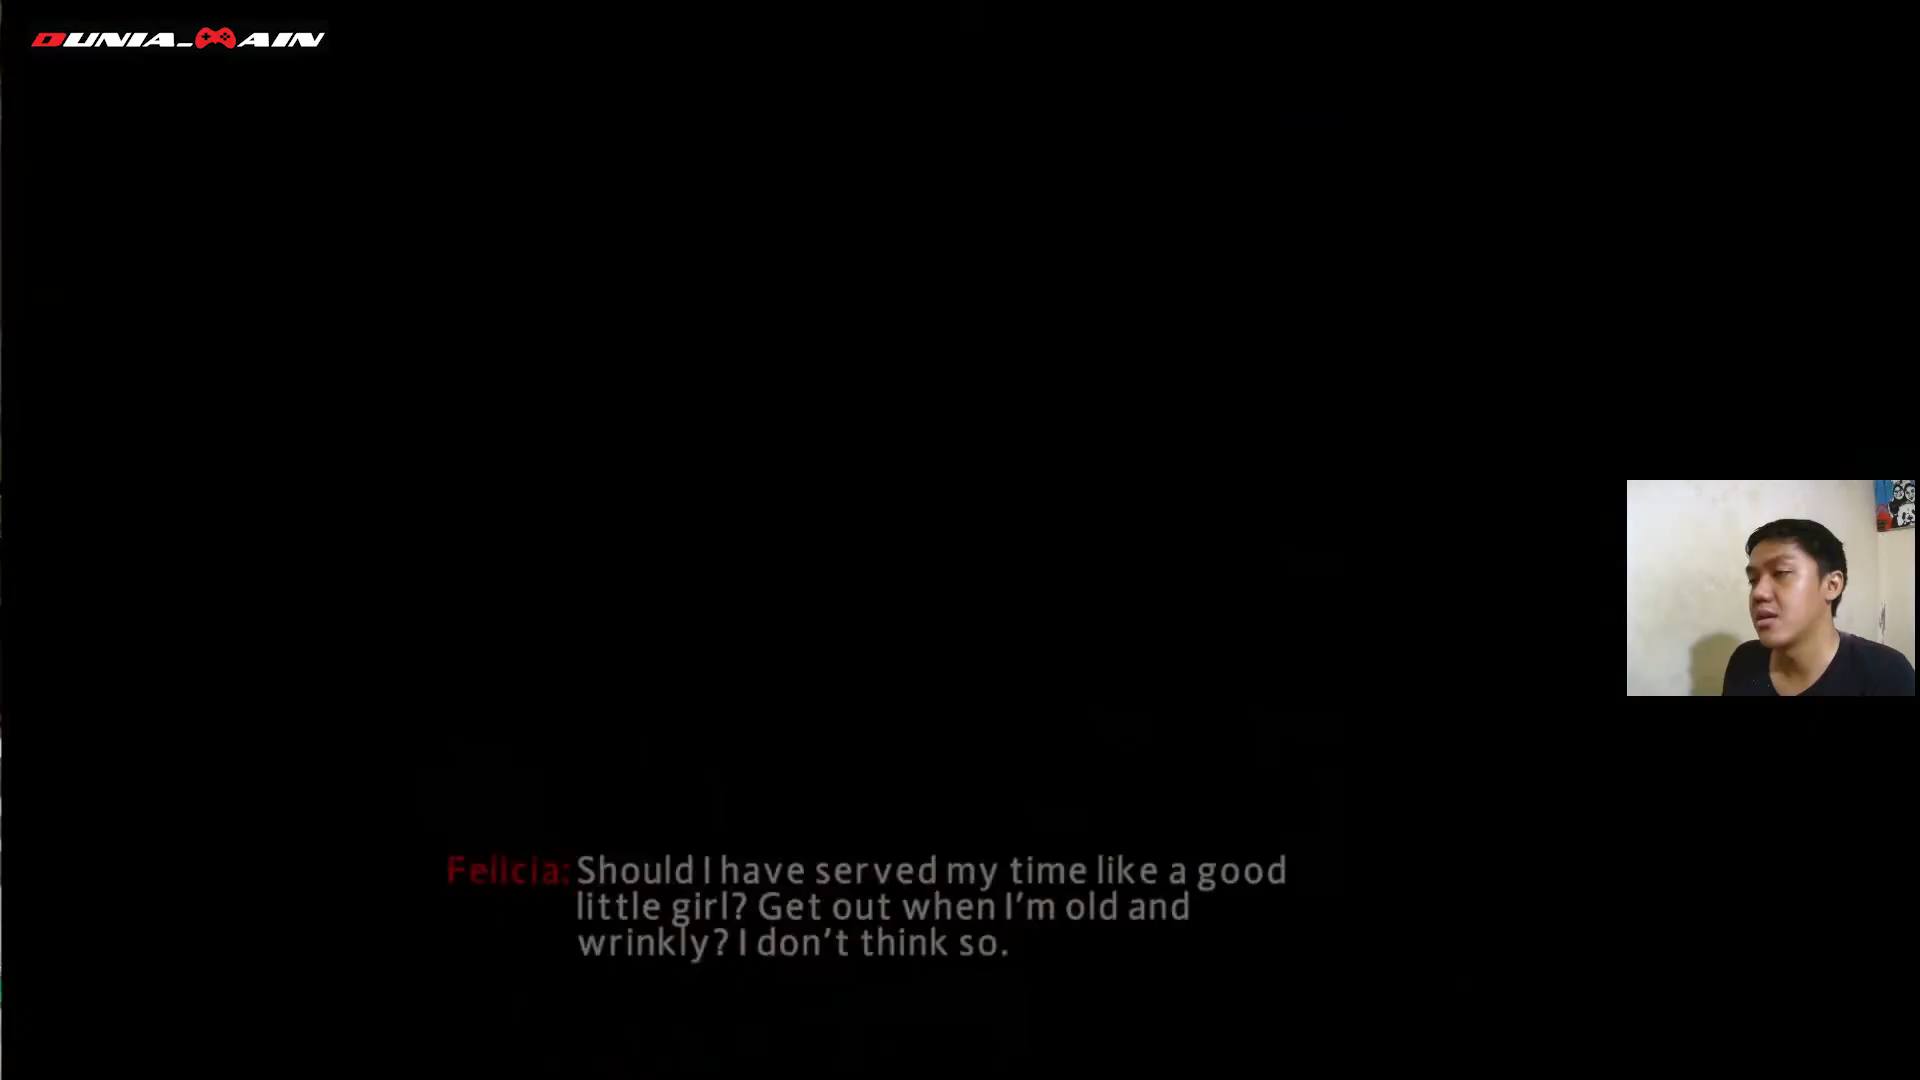 DUNIA_MAIN
Felicia: Should I have served my time like a good
little girl? Get out when I'm old and
wrinkly? I don't think so.